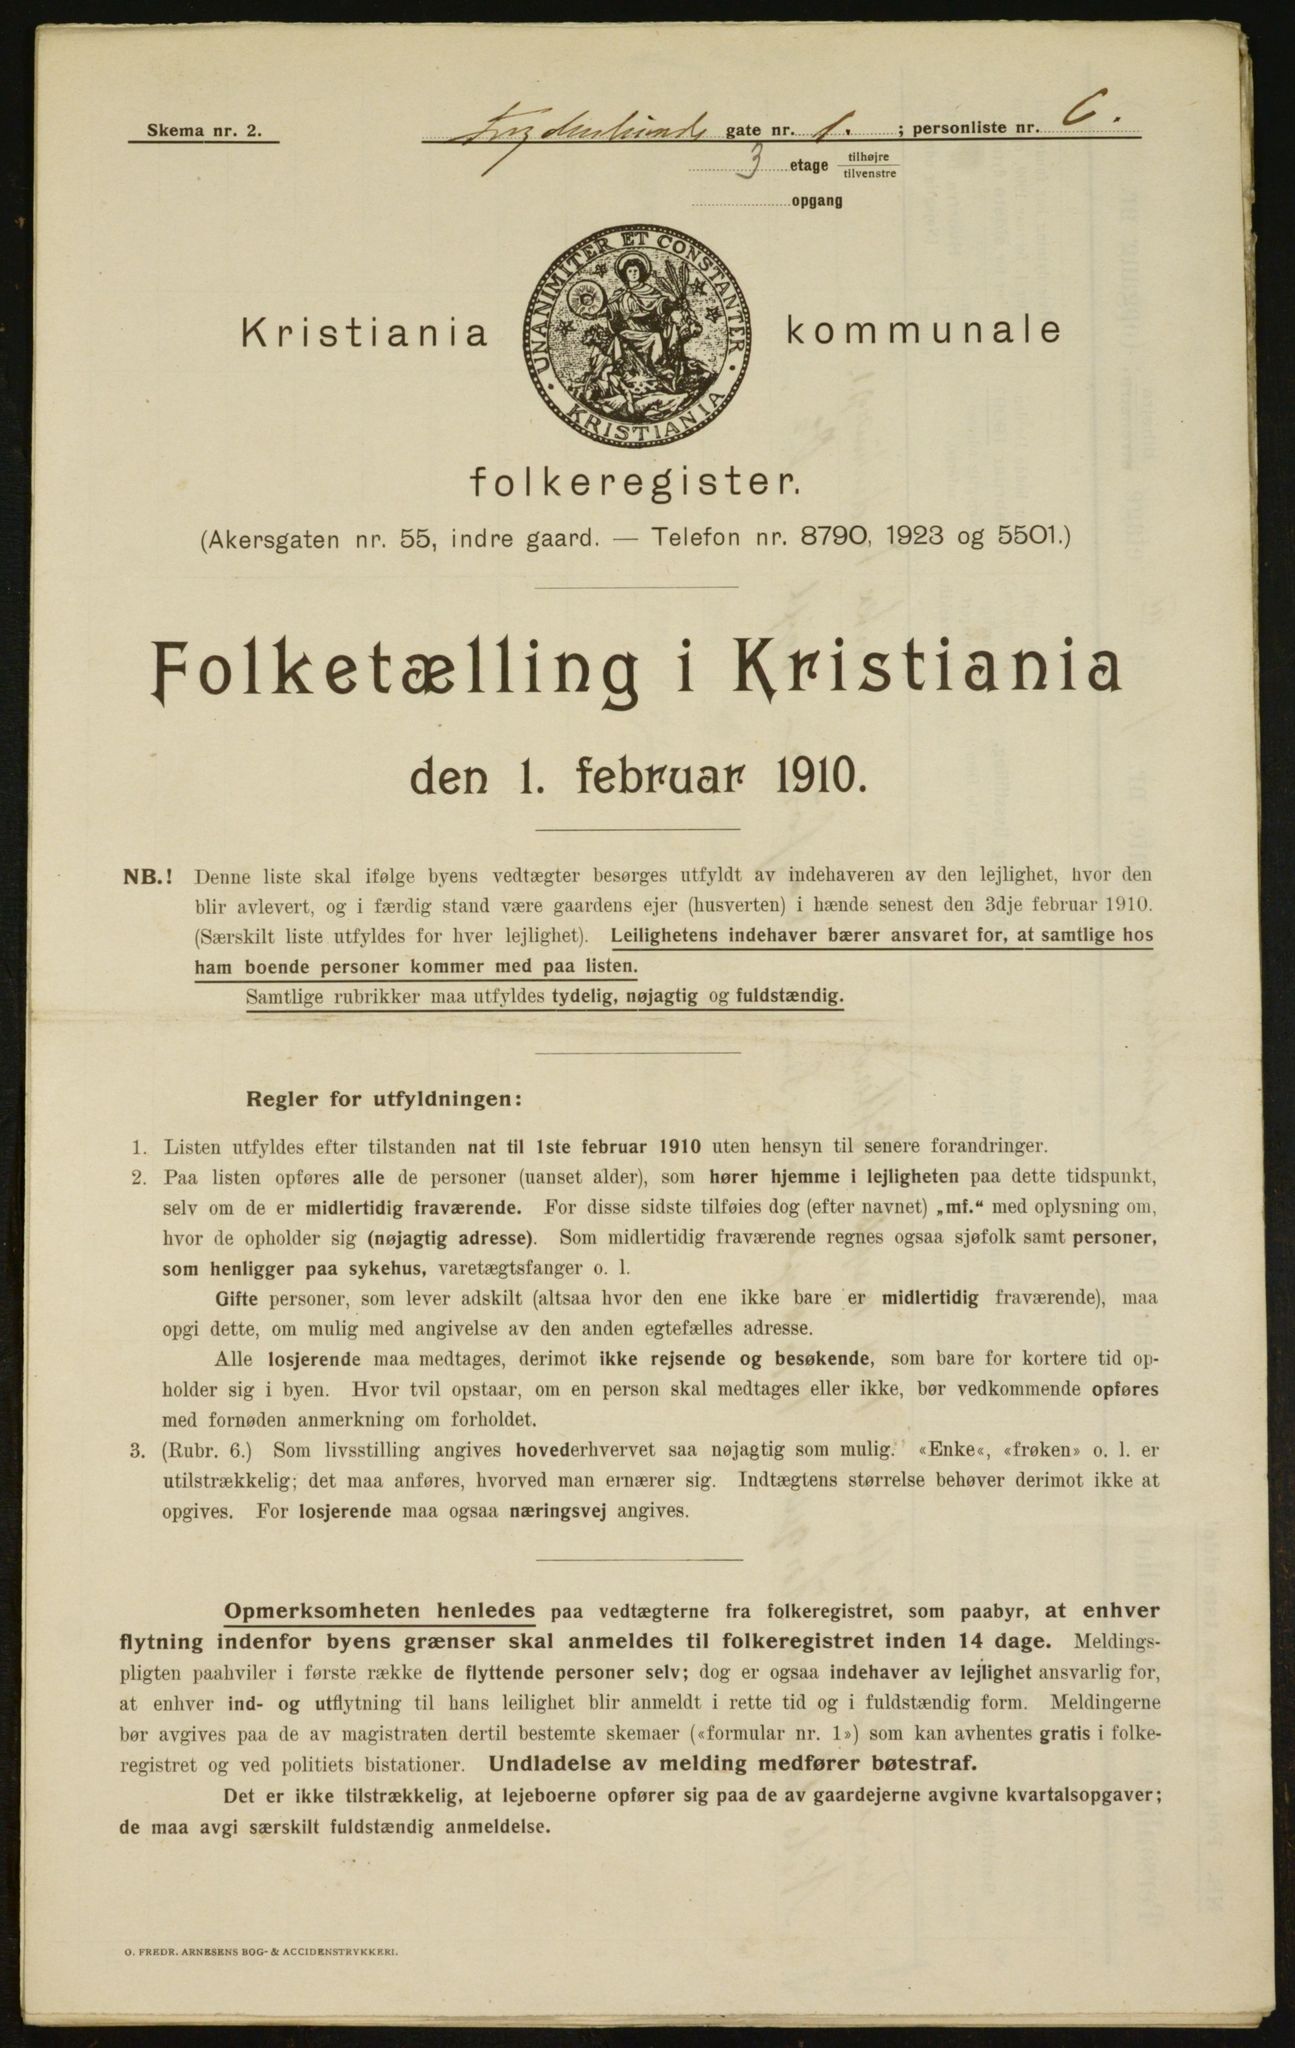 Skema nr. 2.
Frydenlunds gate nr. 1. ; personliste nr. 6.
3 etage tilhøjre
tilvenstre
opgang
UNANIMITER ET CONSTANTER · KRISTIANIA ·
Kristiania kommunale
folkeregister.
(Akersgaten nr. 55, indre gaard. — Telefon nr. 8790, 1923 og 5501.)
Folketælling i Kristiania
den 1. februar 1910.
NB.! Denne liste skal ifølge byens vedtægter besørges utfyldt av indehaveren av den lejlighet, hvor den
blir avlevert, og i færdig stand være gaardens ejer (husverten) i hænde senest den 3dje februar 1910.
(Særskilt liste utfyldes for hver lejlighet). Leilighetens indehaver bærer ansvaret for, at samtlige hos
ham boende personer kommer med paa listen.
Samtlige rubrikker maa utfyldes tydelig, nøjagtig og fuldstændig.
Regler for utfyldningen:
1. Listen utfyldes efter tilstanden nat til 1ste februar 1910 uten hensyn til senere forandringer.
2. Paa listen opføres alle de personer (uanset alder), som hører hjemme i lejligheten paa dette tidspunkt,
selv om de er midlertidig fraværende. For disse sidste tilføies dog (efter navnet) „mf.“ med oplysning om,
hvor de opholder sig (nøjagtig adresse). Som midlertidig fraværende regnes ogsaa sjøfolk samt personer,
som henligger paa sykehus, varetægtsfanger o. l.
Gifte personer, som lever adskilt (altsaa hvor den ene ikke bare er midlertidig fraværende), maa
opgi dette, om mulig med angivelse av den anden egtefælles adresse.
Alle losjerende maa medtages, derimot ikke rejsende og besøkende, som bare for kortere tid op-
holder sig i byen. Hvor tvil opstaar, om en person skal medtages eller ikke, bør vedkommende opføres
med fornøden anmerkning om forholdet.
3. (Rubr. 6.) Som livsstilling angives hovederhvervet saa nøjagtig som mulig. «Enke«, «frøken» o. l. er
utilstrækkelig; det maa anføres, hvorved man ernærer sig. Indtægtens størrelse behøver derimot ikke at
opgives. For losjerende maa ogsaa næringsvej angives.
Opmerksomheten henledes paa vedtægterne fra folkeregistret, som paabyr, at enhver
flytning indenfor byens grænser skal anmeldes til folkeregistret inden 14 dage. Meldings-
pligten paahviler i første række de flyttende personer selv; dog er ogsaa indehaver av lejlighet ansvarlig for,
at enhver ind- og utflytning til hans leilighet blir anmeldt i rette tid og i fuldstændig form. Meldingerne
bør avgives paa de av magistraten dertil bestemte skemaer («formular nr. 1») som kan avhentes gratis i folke-
registret og ved politiets bistationer. Undladelse av melding medfører bøtestraf.
Det er ikke tilstrækkelig, at lejeboerne opfører sig paa de av gaardejerne avgivne kvartalsopgaver;
de maa avgi særskilt fuldstændig anmeldelse.
O. FREDR. ARNESENS BOG- & ACCIDENSTRYKKERI.